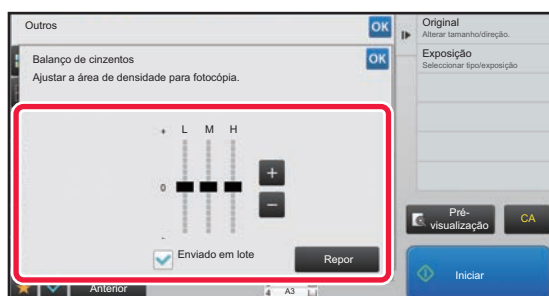 Outros
OK
Balanço de cinzentos
OK
Ajustar a área de densidade para fotocópia.
+ L M H
0
+
-
-
Enviado em lote
Repor
Anterior
4 A3
Original
Alterar tamanho/direção.
Exposição
Seleccionar tipo/exposição
Pré-
visualização
CA
Iniciar